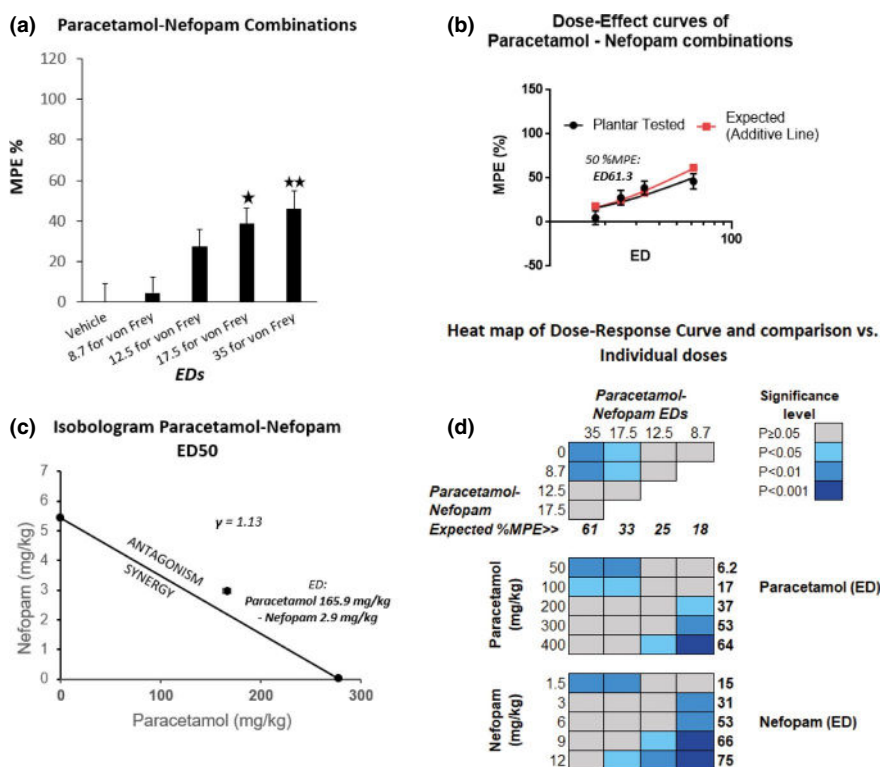 (a)
Paracetamol-Nefopam Combinations
MPE %
120
100
80
60
40
20
0
★
★★
Vehicle
8.7 for von Frey
12.5 for von Frey
17.5 for von Frey
35 for von Frey
EDs
(b)
Dose-Effect curves of
Paracetamol - Nefopam combinations
MPE (%)
150
100
50
0
-50
Plantar Tested
Expected
(Additive Line)
50 %MPE:
ED61.3
100
ED
(c)
Isobologram Paracetamol-Nefopam
ED50
Nefopam (mg/kg)
7
6
5
4
3
2
1
0
γ = 1.13
ANTAGONISM
SYNERGY
ED:
Paracetamol 165.9 mg/kg
- Nefopam 2.9 mg/kg
0 100 200 300
Paracetamol (mg/kg)
Heat map of Dose-Response Curve and comparison vs.
Individual doses
(d)
Paracetamol-
Nefopam EDs
35 17.5 12.5 8.7
0
8.7
12.5
17.5
Paracetamol-
Nefopam
Expected %MPE>> 61 33 25 18
Significance
level
P≥0.05
P<0.05
P<0.01
P<0.001
Paracetamol
(mg/kg)
50 6.2
100 17
200 37
300 53
400 64
Paracetamol (ED)
Nefopam
(mg/kg)
1.5 15
3 31
6 53
9 66
12 75
Nefopam (ED)